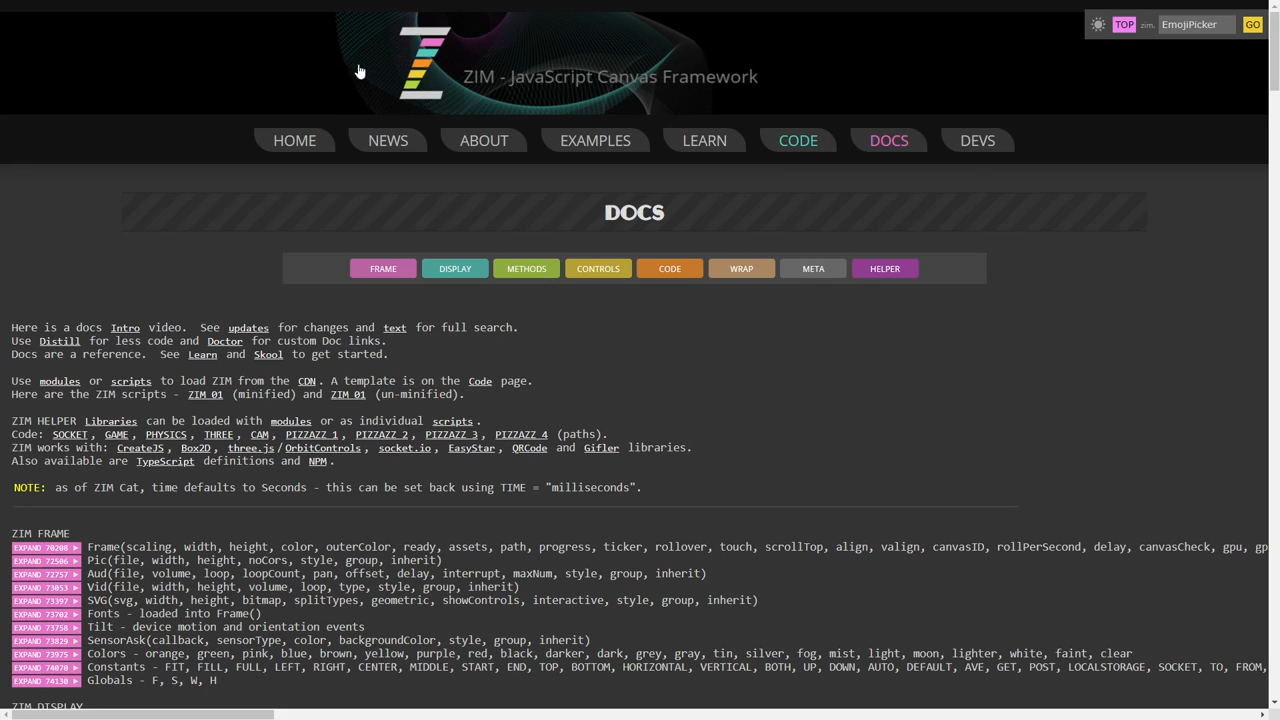 TOP zim. EmojiPicker GO
ZIM - JavaScript Canvas Framework
HOME NEWS ABOUT EXAMPLES LEARN CODE DOCS DEVS
DOCS
FRAME DISPLAY METHODS CONTROLS CODE WRAP META HELPER
Here is a docs Intro video. See updates for changes and text for full search.
Use Distill for less code and Doctor for custom Doc links.
Docs are a reference. See Learn and Skool to get started.
Use modules or scripts to load ZIM from the CDN. A template is on the Code page.
Here are the ZIM scripts - ZIM 01 (minified) and ZIM 01 (un-minified).
ZIM HELPER Libraries can be loaded with modules or as individual scripts.
Code: SOCKET, GAME, PHYSICS, THREE, CAM, PIZZAZZ 1, PIZZAZZ 2, PIZZAZZ 3, PIZZAZZ 4 (paths).
ZIM works with: CreateJS, Box2D, three.js/OrbitControls, socket.io, EasyStar, QRCode and Gifler libraries.
Also available are TypeScript definitions and NPM.
NOTE: as of ZIM Cat, time defaults to Seconds - this can be set back using TIME = "milliseconds".
ZIM FRAME
EXPAND 70208 ► Frame(scaling, width, height, color, outerColor, ready, assets, path, progress, ticker, rollover, touch, scrollTop, align, valign, canvasID, rollPerSecond, delay, canvasCheck, gpu, gp
EXPAND 72506 ► Pic(file, width, height, noCors, style, group, inherit)
EXPAND 72757 ► Aud(file, volume, loop, loopCount, pan, offset, delay, interrupt, maxNum, style, group, inherit)
EXPAND 73053 ► Vid(file, width, height, volume, loop, type, style, group, inherit)
EXPAND 73397 ► SVG(svg, width, height, bitmap, splitTypes, geometric, showControls, interactive, style, group, inherit)
EXPAND 73702 ► Fonts - loaded into Frame()
EXPAND 73758 ► Tilt - device motion and orientation events
EXPAND 73829 ► SensorAsk(callback, sensorType, color, backgroundColor, style, group, inherit)
EXPAND 73975 ► Colors - orange, green, pink, blue, brown, yellow, purple, red, black, darker, dark, grey, gray, tin, silver, fog, mist, light, moon, lighter, white, faint, clear
EXPAND 74070 ► Constants - FIT, FILL, FULL, LEFT, RIGHT, CENTER, MIDDLE, START, END, TOP, BOTTOM, HORIZONTAL, VERTICAL, BOTH, UP, DOWN, AUTO, DEFAULT, AVE, GET, POST, LOCALSTORAGE, SOCKET, TO, FROM,
EXPAND 74130 ► Globals - F, S, W, H
ZIM DISPLAY